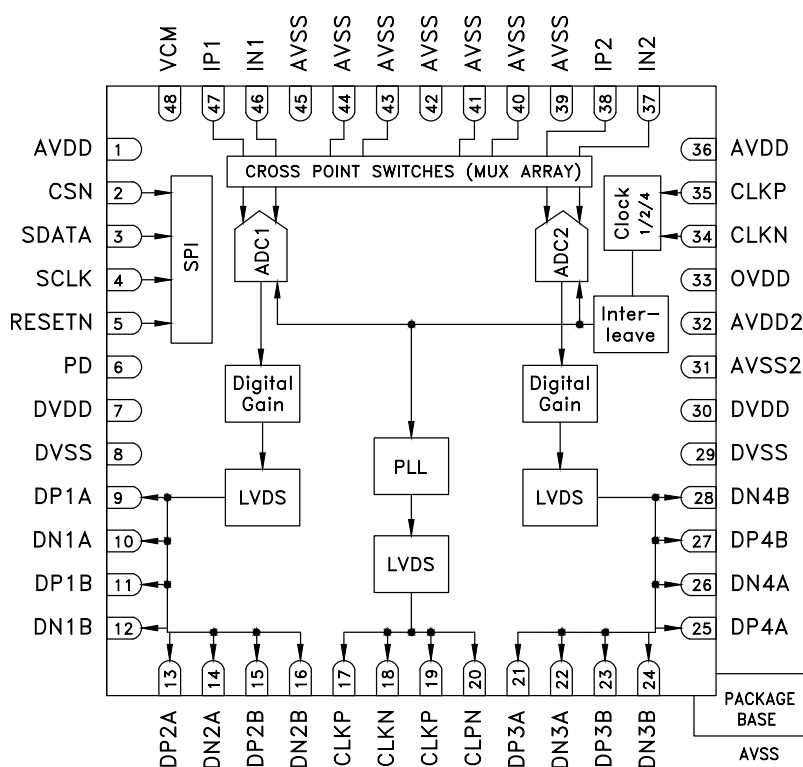 VCM
IP1
IN1
AVSS
AVSS
AVSS
AVSS
AVSS
AVSS
AVSS
IP2
IN2
48
47
46
45
44
43
42
41
40
39
38
37
AVDD
1
CSN
2
SDATA
3
SCLK
4
RESETN
5
PD
6
DVDD
7
DVSS
8
DP1A
9
DN1A
10
DP1B
11
DN1B
12
CROSS POINT SWITCHES (MUX ARRAY)
SPI
ADC1
ADC2
Clock
1/2/4
Inter-
leave
Digital
Gain
Digital
Gain
PLL
LVDS
LVDS
LVDS
36
AVDD
35
CLKP
34
CLKN
33
OVDD
32
AVDD2
31
AVSS2
30
DVDD
29
DVSS
28
DN4B
27
DP4B
26
DN4A
25
DP4A
13
14
15
16
17
18
19
20
21
22
23
24
DP2A
DN2A
DP2B
DN2B
CLKP
CLKN
CLKP
CLPN
DP3A
DN3A
DP3B
DN3B
PACKAGE
BASE
AVSS